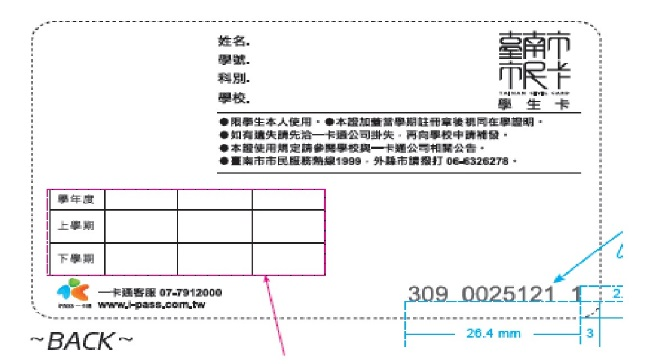 姓名.
學號.
科別.
學校.
臺南市
市民卡
TAINAN CITY CARD
學 生 卡
●限學生本人使用。●本證加蓋當學期註冊章後視同在學證明。
●如有遺失請先洽一卡通公司掛失，再向學校申請補發。
●本證使用規定請參閱學校與一卡通公司相關公告。
●臺南市市民服務熱線1999，外縣市請撥打 06-6326278。
學年度
上學期
下學期
一卡通客服 07-7912000
www.i-pass.com.tw
309 0025121 1
2.
26.4 mm
3
~BACK~